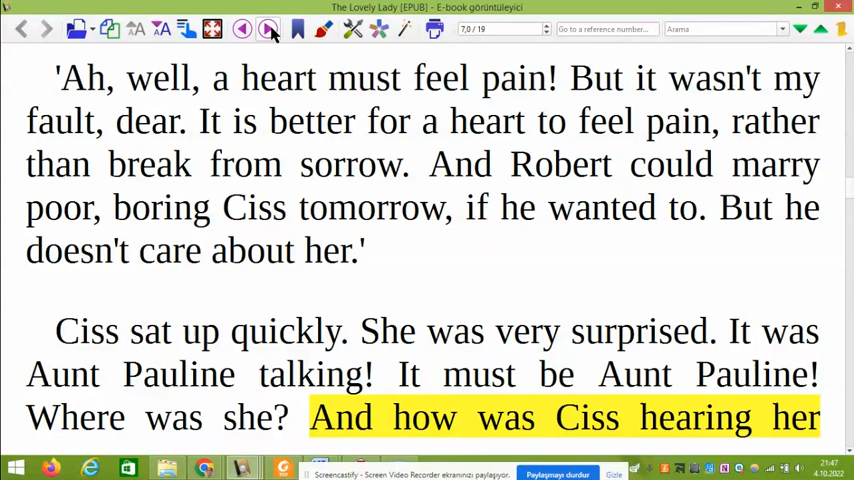 The Lovely Lady [EPUB] - E-book görüntüleyici
7,0 / 19
Go to a reference number...
Arama
'Ah, well, a heart must feel pain! But it wasn't my
fault, dear. It is better for a heart to feel pain, rather
than break from sorrow. And Robert could marry
poor, boring Ciss tomorrow, if he wanted to. But he
doesn't care about her.'
Ciss sat up quickly. She was very surprised. It was
Aunt Pauline talking! It must be Aunt Pauline!
Where was she? And how was Ciss hearing her
Screencastify - Screen Video Recorder ekranınızı paylaşıyor.
Paylaşmayı durdur
Gizle
21:47
4.10.2022